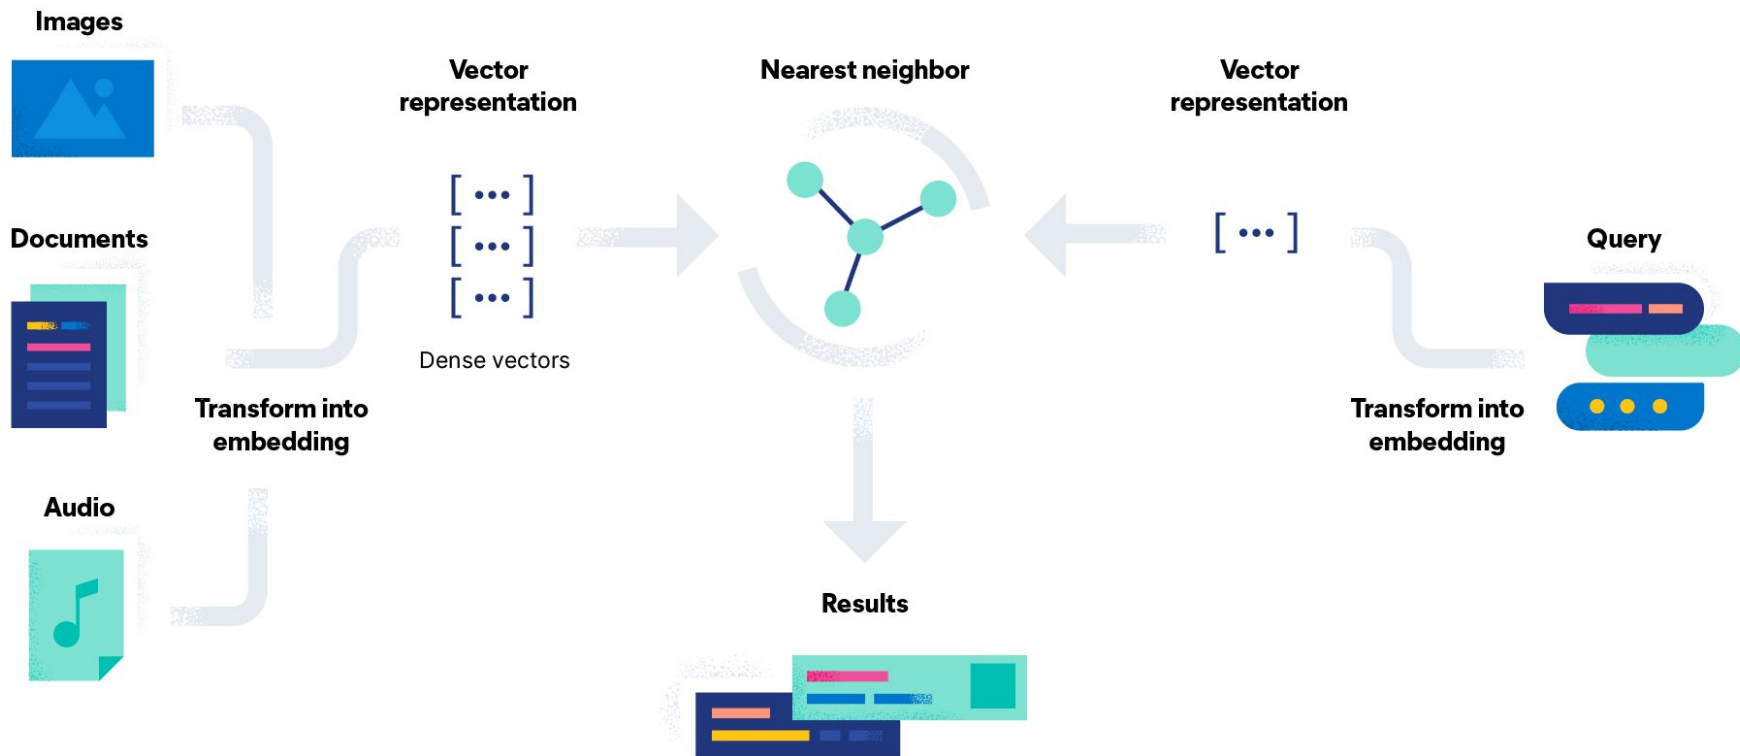 Images
Documents
Audio
Transform into
embedding
Vector
representation
[ ••• ]
[ ••• ]
[ ••• ]
Dense vectors
Nearest neighbor
Results
Vector
representation
[ ••• ]
Transform into
embedding
Query